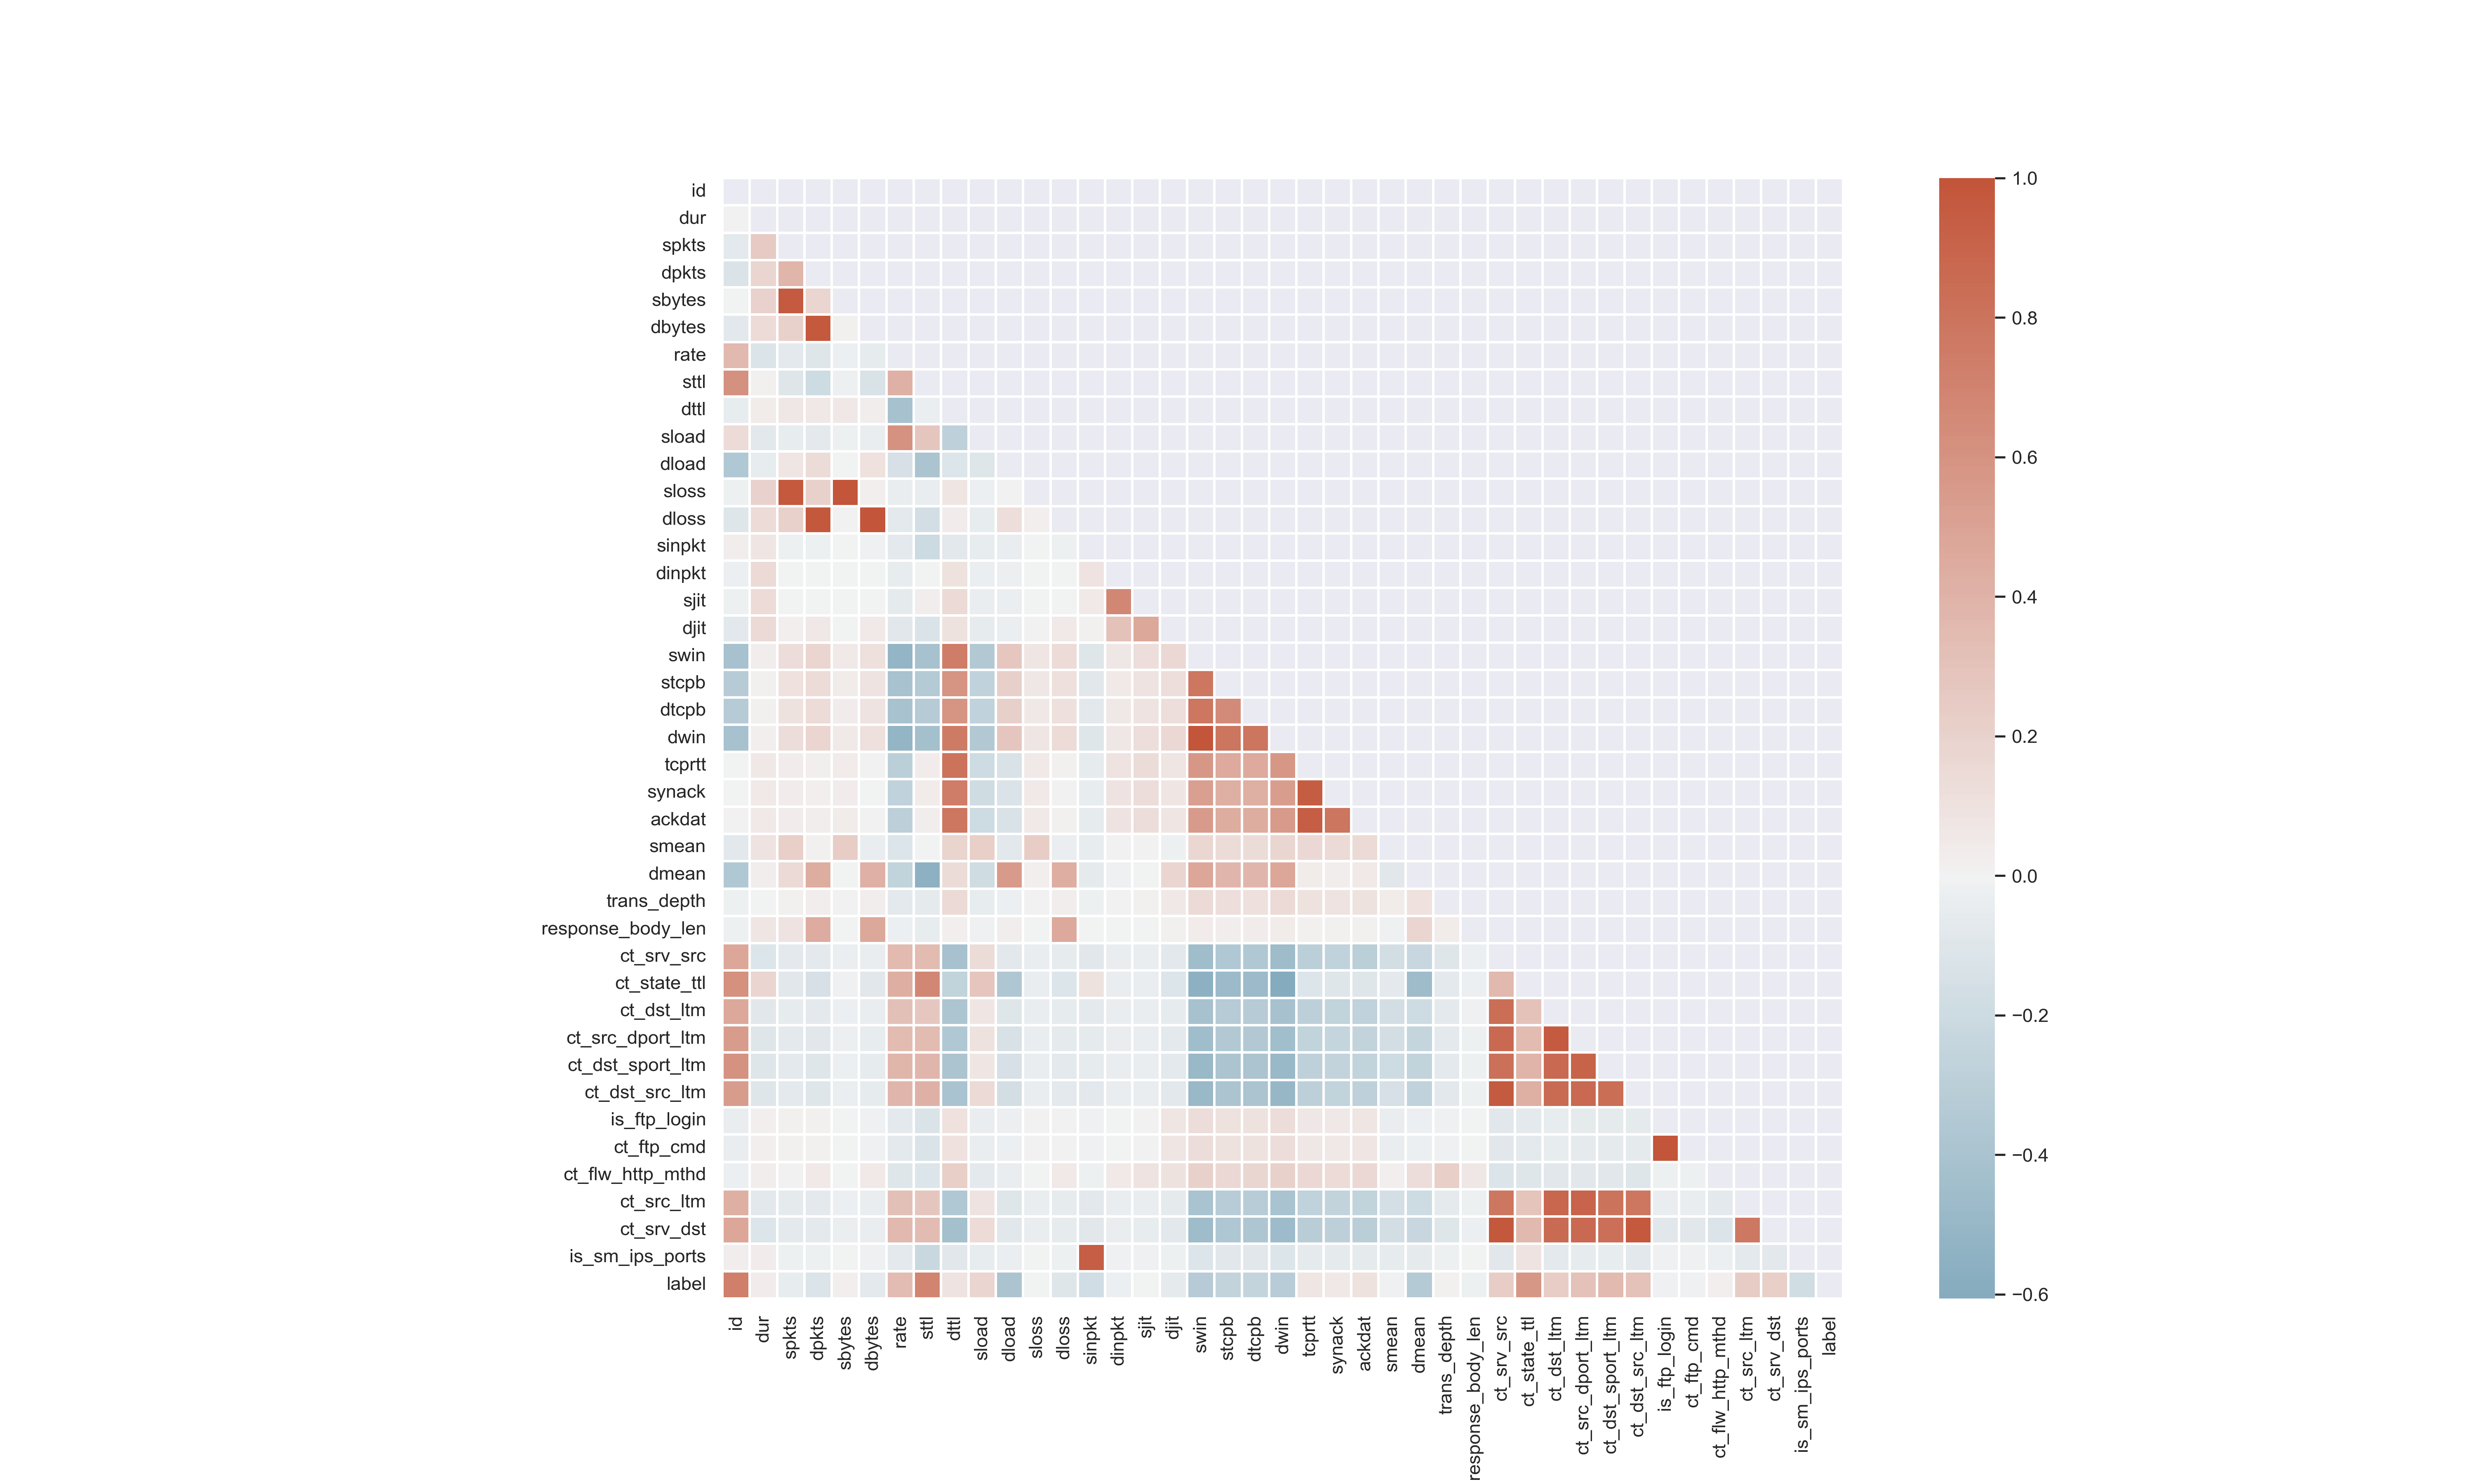 id
dur
spkts
dpkts
sbytes
dbytes
rate
sttl
dttl
sload
dload
sloss
dloss
sinpkt
dinpkt
sjit
djit
swin
stcpb
dtcpb
dwin
tcprtt
synack
ackdat
smean
dmean
trans_depth
response_body_len
ct_srv_src
ct_state_ttl
ct_dst_ltm
ct_src_dport_ltm
ct_dst_sport_ltm
ct_dst_src_ltm
is_ftp_login
ct_ftp_cmd
ct_flw_http_mthd
ct_src_ltm
ct_srv_dst
is_sm_ips_ports
label
id
dur
spkts
dpkts
sbytes
dbytes
rate
sttl
dttl
sload
dload
sloss
dloss
sinpkt
dinpkt
sjit
djit
swin
stcpb
dtcpb
dwin
tcprtt
synack
ackdat
smean
dmean
trans_depth
response_body_len
ct_srv_src
ct_state_ttl
ct_dst_ltm
ct_src_dport_ltm
ct_dst_sport_ltm
ct_dst_src_ltm
is_ftp_login
ct_ftp_cmd
ct_flw_http_mthd
ct_src_ltm
ct_srv_dst
is_sm_ips_ports
label
1.0
0.8
0.6
0.4
0.2
0.0
−0.2
−0.4
−0.6